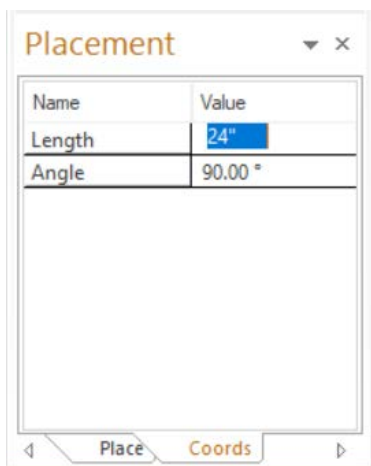 Placement
Name Value
Length 24"
Angle 90.00 °
Place Coords